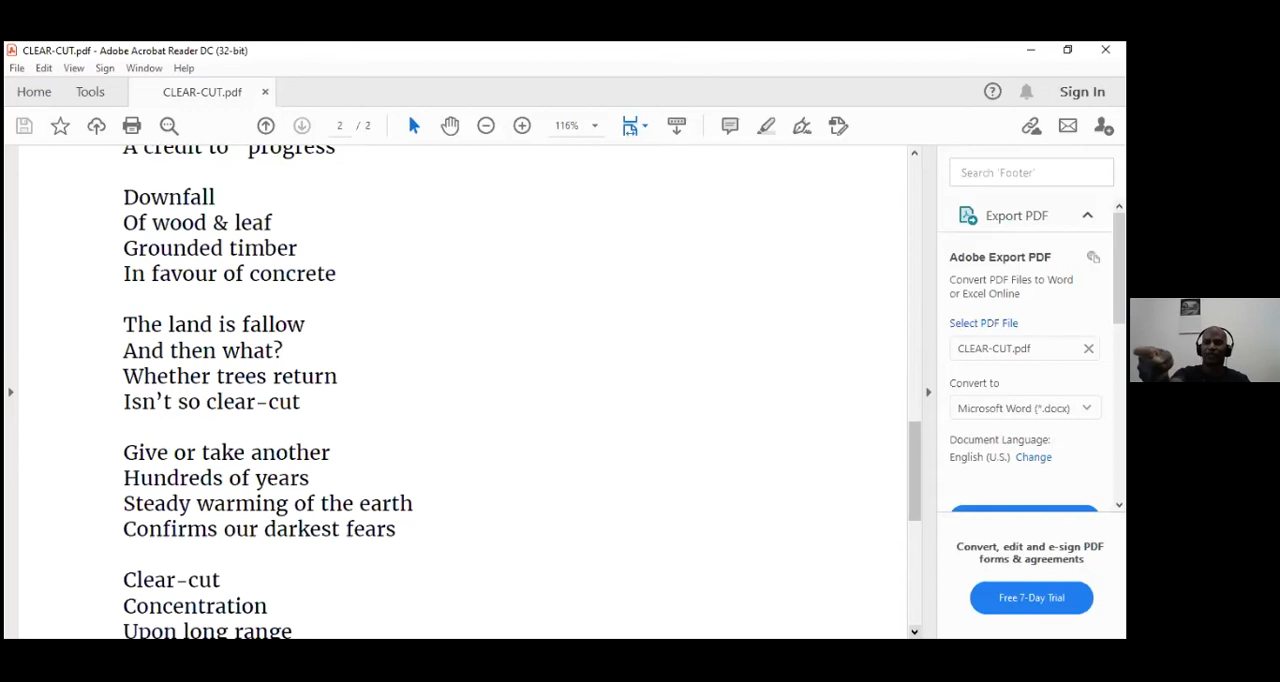 CLEAR-CUT.pdf - Adobe Acrobat Reader DC (32-bit)
File Edit View Sign Window Help
Home Tools CLEAR-CUT.pdf × Sign In
2 / 2 116%
A credit to "progress
Downfall
Of wood & leaf
Grounded timber
In favour of concrete
The land is fallow
And then what?
Whether trees return
Isn't so clear-cut
Give or take another
Hundreds of years
Steady warming of the earth
Confirms our darkest fears
Clear-cut
Concentration
Upon long range
Search 'Footer'
Export PDF
Adobe Export PDF
Convert PDF Files to Word
or Excel Online
Select PDF File
CLEAR-CUT.pdf
Convert to
Microsoft Word (*.docx)
Document Language:
English (U.S.) Change
Convert, edit and e-sign PDF
forms & agreements
Free 7-Day Trial